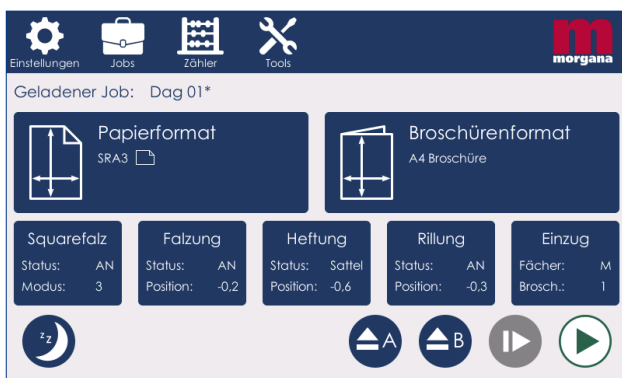 Einstellungen Jobs Zähler Tools morgana
Geladener Job: Dag 01*
Papierformat
SRA3
Broschürenformat
A4 Broschüre
Squarefalz
Status: AN
Modus: 3
Falzung
Status: AN
Position: -0,2
Heftung
Status: Sattel
Position: -0,6
Rillung
Status: AN
Position: -0,3
Einzug
Fächer: M
Brosch.: 1
z z
A
B